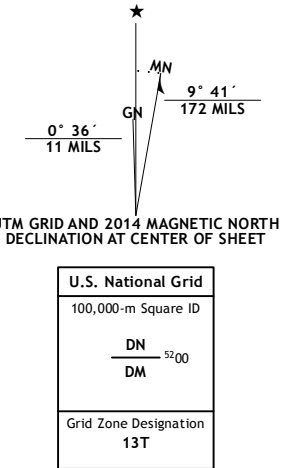 ★
MN
GN
9° 41´
172 MILS
0° 36´
11 MILS
UTM GRID AND 2014 MAGNETIC NORTH
DECLINATION AT CENTER OF SHEET
U.S. National Grid
100,000-m Square ID
DN
5200
DM
Grid Zone Designation
13T